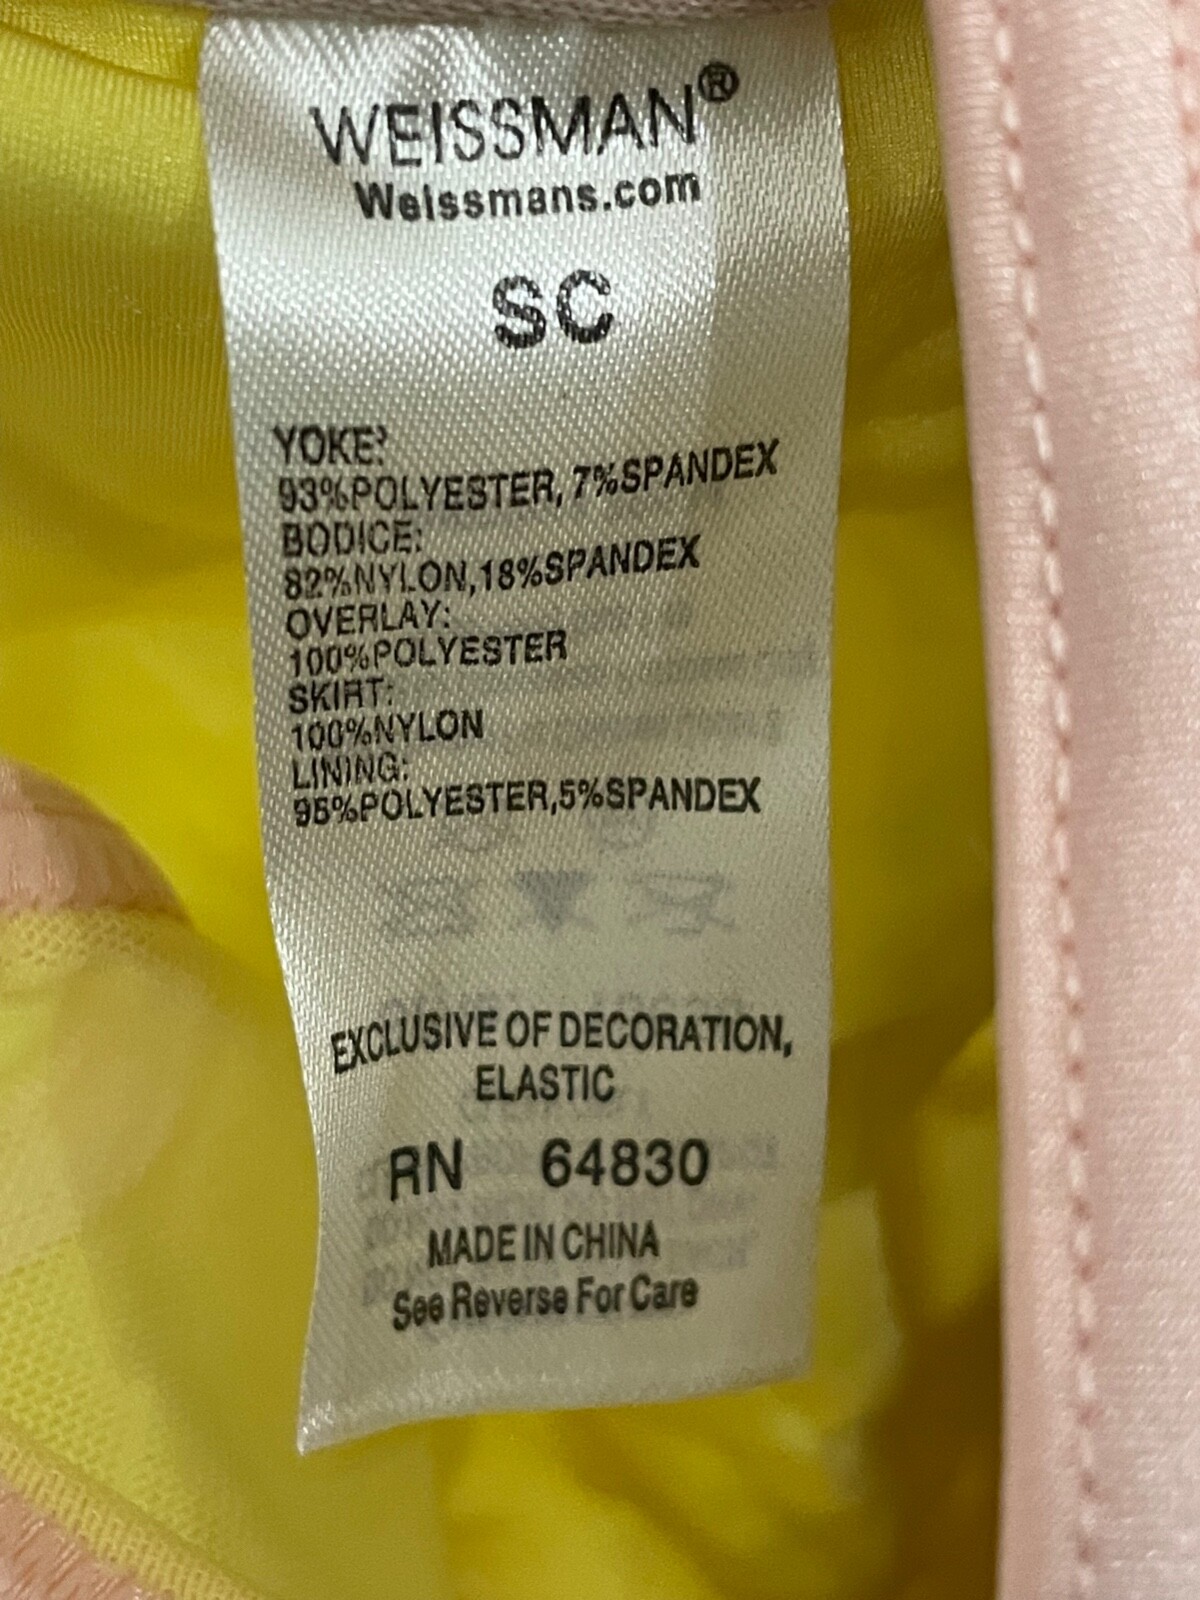 WEISSMAN®
Weissmans.com
SC
YOKE:
93%POLYESTER, 7%SPANDEX
BODICE:
82%NYLON,18%SPANDEX
OVERLAY:
100%POLYESTER
SKIRT:
100%NYLON
LINING:
95%POLYESTER,5%SPANDEX
EXCLUSIVE OF DECORATION,
ELASTIC
RN 64830
MADE IN CHINA
See Reverse For Care